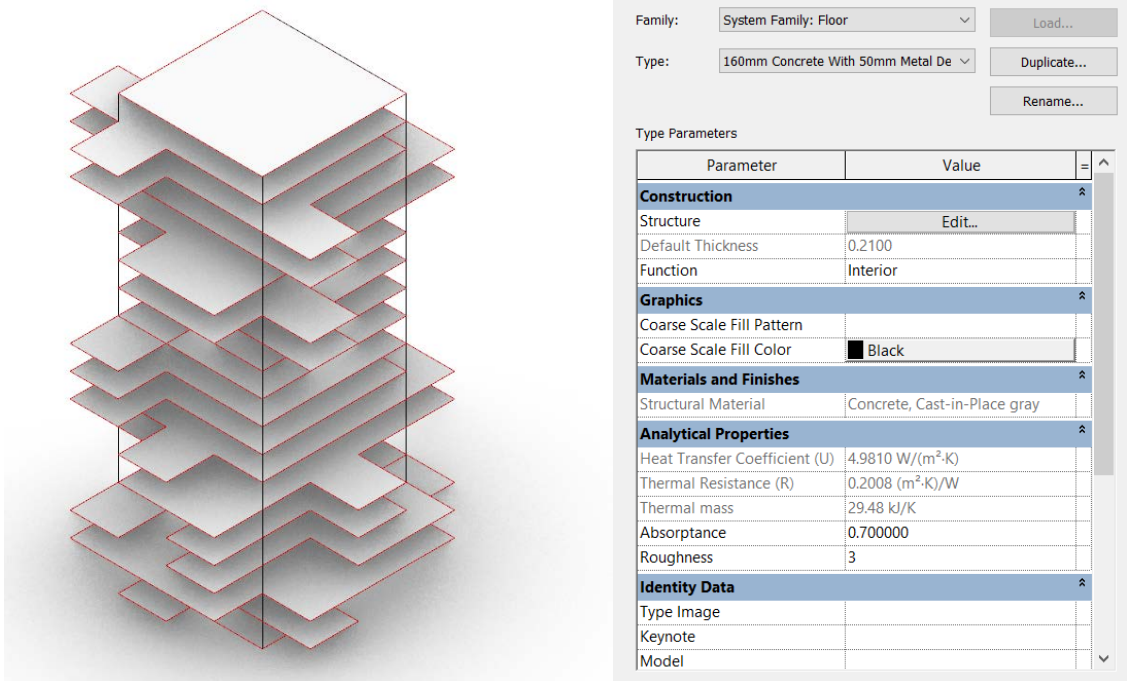 Family: System Family: Floor Load...
Type: 160mm Concrete With 50mm Metal De Duplicate...
Rename...
Type Parameters
Parameter Value =
Construction
Structure Edit...
Default Thickness 0.2100
Function Interior
Graphics
Coarse Scale Fill Pattern
Coarse Scale Fill Color Black
Materials and Finishes
Structural Material Concrete, Cast-in-Place gray
Analytical Properties
Heat Transfer Coefficient (U) 4.9810 W/(m²·K)
Thermal Resistance (R) 0.2008 (m²·K)/W
Thermal mass 29.48 kJ/K
Absorptance 0.700000
Roughness 3
Identity Data
Type Image
Keynote
Model